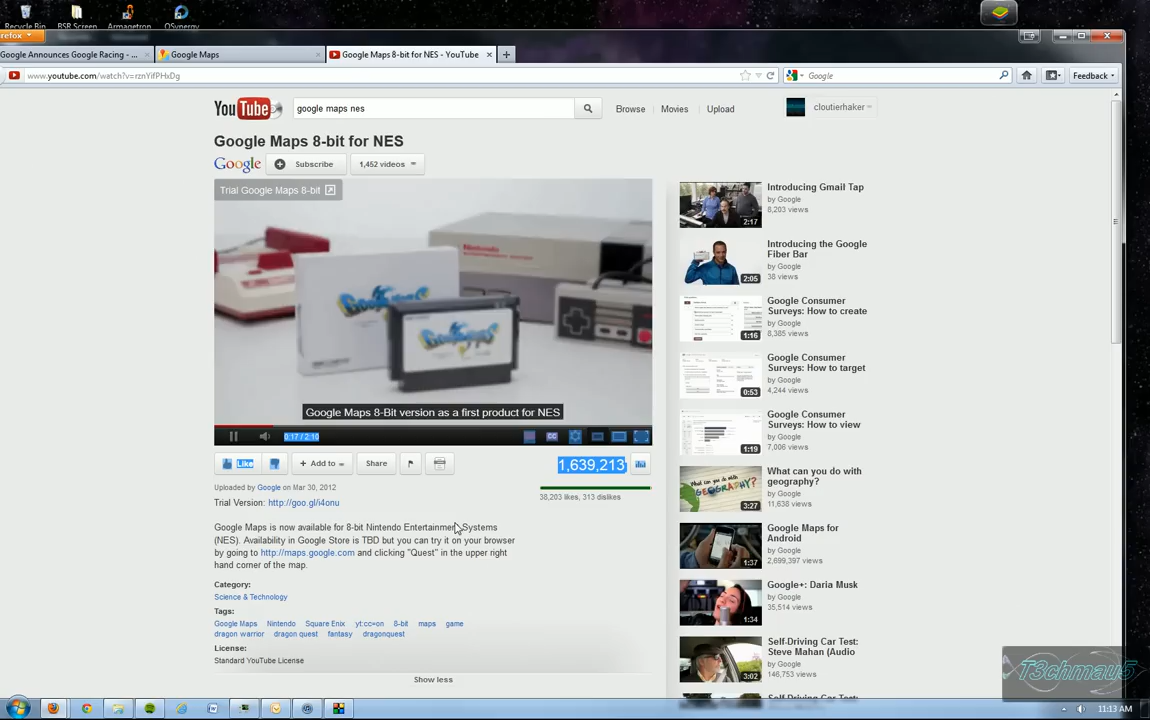 Recycle Bin
BSR Screen
Armagetron
QSynergy
Firefox
Google Announces Google Racing - ...
Google Maps
Google Maps 8-bit for NES - YouTube
www.youtube.com/watch?v=rznYifPHxDg
Google
Feedback
YouTube
google maps nes
Browse
Movies
Upload
cloutierhaker
Google Maps 8-bit for NES
Google
Subscribe
1,452 videos
Trial Google Maps 8-bit
Nintendo
Google Maps 8-Bit version as a first product for NES
0:17 / 2:10
CC
Like
+ Add to
Share
1,639,213
Uploaded by Google on Mar 30, 2012
38,203 likes, 313 dislikes
Trial Version: http://goo.gl/i4onu
Google Maps is now available for 8-bit Nintendo Entertainment Systems
(NES). Availability in Google Store is TBD but you can try it on your browser
by going to http://maps.google.com and clicking "Quest" in the upper right
hand corner of the map.
Category:
Science & Technology
Tags:
Google Maps Nintendo Square Enix yt:cc=on 8-bit maps game
dragon warrior dragon quest fantasy dragonquest
License:
Standard YouTube License
Show less
Introducing Gmail Tap
by Google
8,203 views
2:17
Introducing the Google
Fiber Bar
by Google
38 views
2:05
Google Consumer
Surveys: How to create
by Google
8,385 views
1:16
Google Consumer
Surveys: How to target
by Google
4,244 views
0:53
Google Consumer
Surveys: How to view
by Google
7,006 views
1:19
What can you do with
geography?
by Google
11,638 views
3:27
Google Maps for
Android
by Google
2,699,397 views
1:37
Google+: Daria Musk
by Google
35,514 views
1:34
Self-Driving Car Test:
Steve Mahan (Audio
by Google
146,753 views
3:02
Self-Driving Car Test:
T3chmau5
11:13 AM